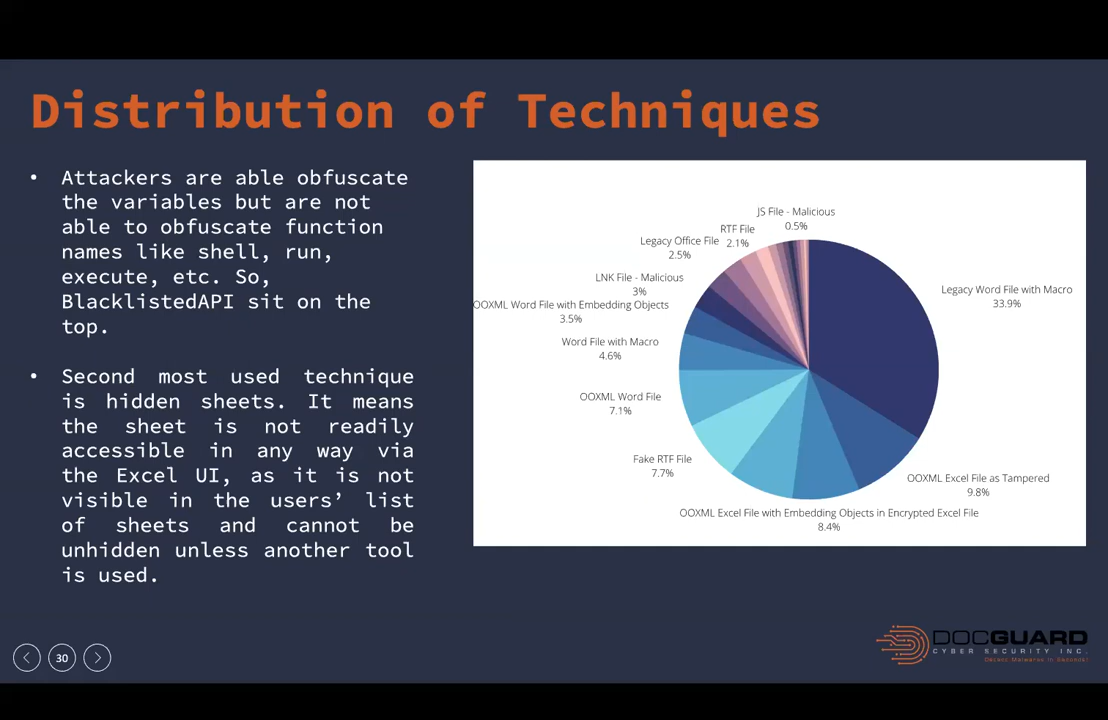 Distribution of Techniques
• Attackers are able obfuscate
the variables but are not
able to obfuscate function
names like shell, run,
execute, etc. So,
BlacklistedAPI sit on the
top.
• Second most used technique
is hidden sheets. It means
the sheet is not readily
accessible in any way via
the Excel UI, as it is not
visible in the users’ list
of sheets and cannot be
unhidden unless another tool
is used.
JS File - Malicious
0.5%
RTF File
2.1%
Legacy Office File
2.5%
LNK File - Malicious
3%
OOXML Word File with Embedding Objects
3.5%
Word File with Macro
4.6%
OOXML Word File
7.1%
Fake RTF File
7.7%
OOXML Excel File with Embedding Objects in Encrypted Excel File
8.4%
OOXML Excel File as Tampered
9.8%
Legacy Word File with Macro
33.9%
30
DOCGUARD
CYBER SECURITY INC.
Detect Malwares in Seconds!